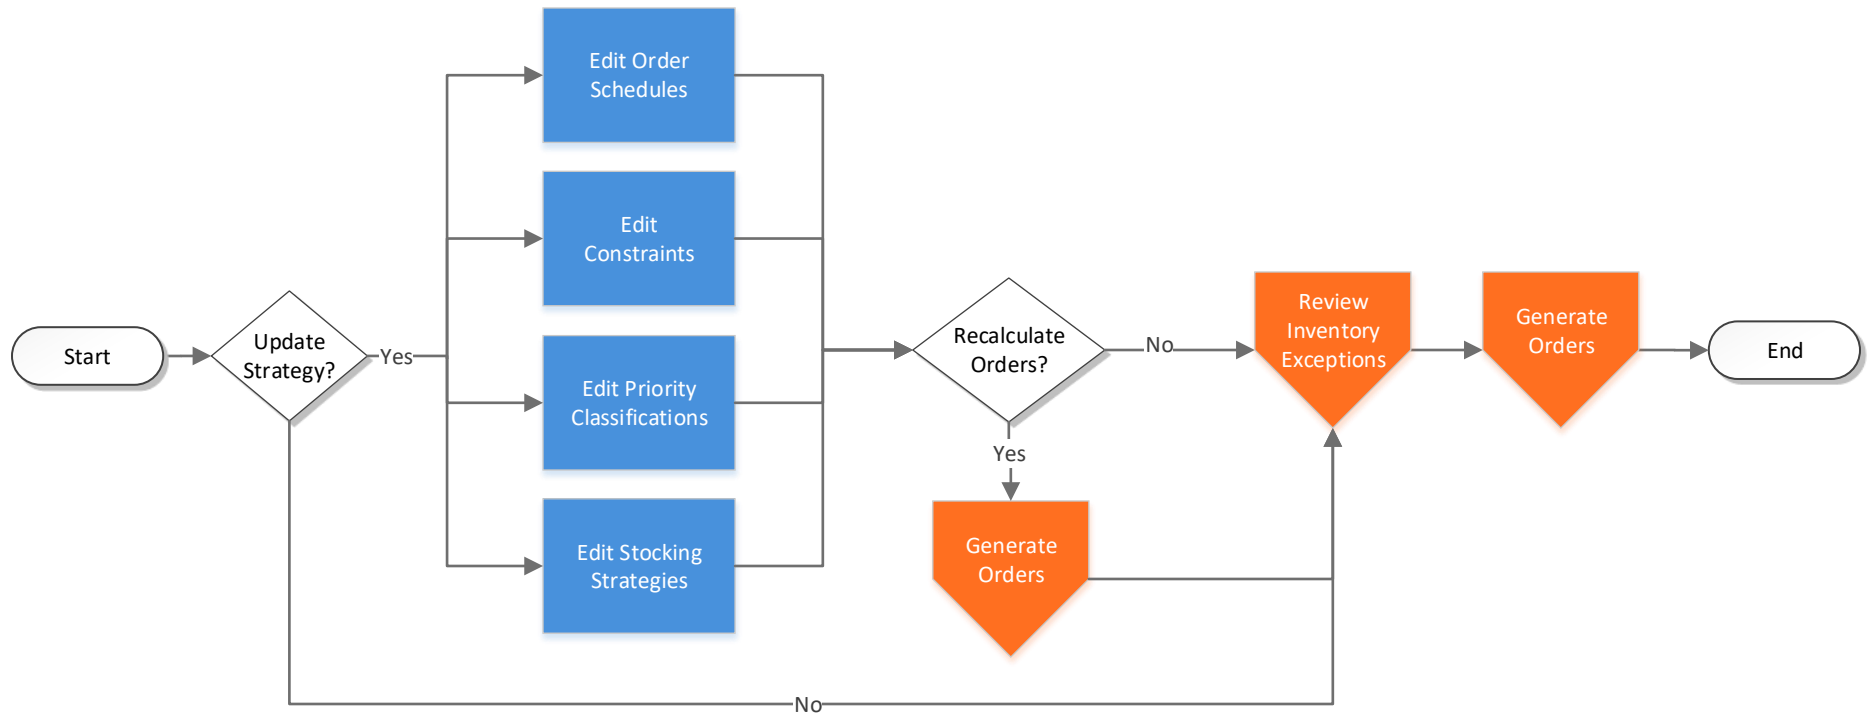 Start
Update
Strategy?
Yes
Edit Order
Schedules
Edit
Constraints
Edit Priority
Classifications
Edit Stocking
Strategies
Recalculate
Orders?
No
Yes
Generate
Orders
Review
Inventory
Exceptions
Generate
Orders
End
No